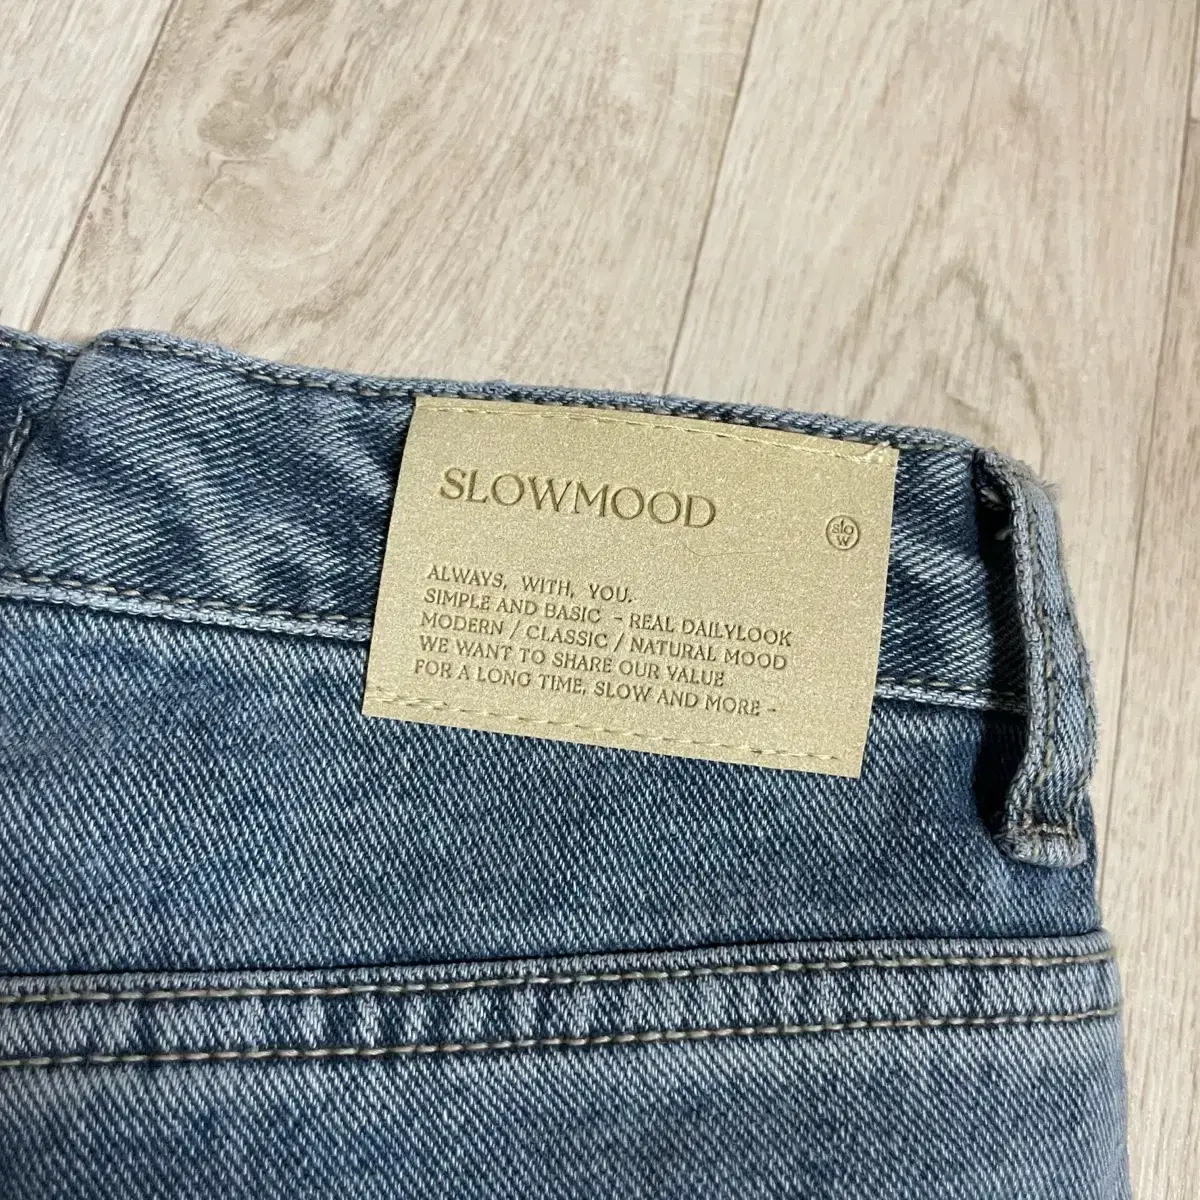 SLOWMOOD
slo
w
ALWAYS, WITH, YOU.
SIMPLE AND BASIC - REAL DAILYLOOK
MODERN / CLASSIC / NATURAL MOOD
WE WANT TO SHARE OUR VALUE
FOR A LONG TIME, SLOW AND MORE -